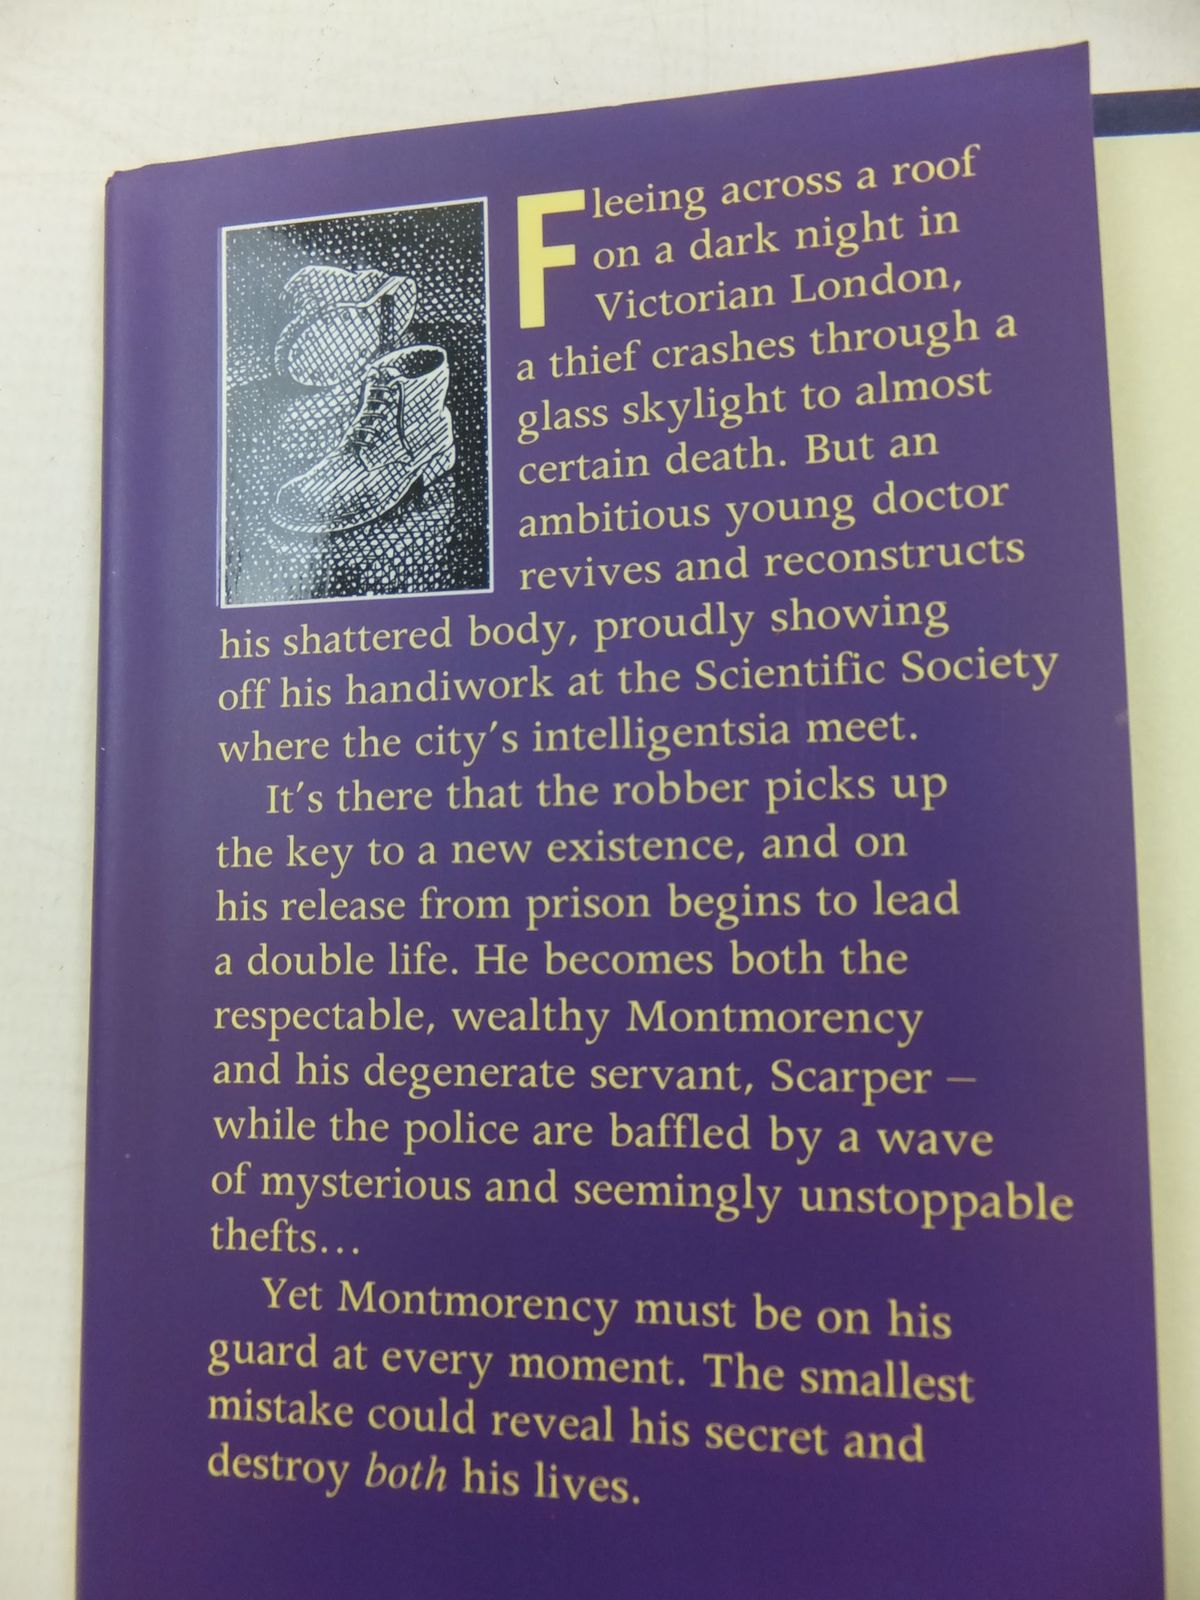 Fleeing across a roof
on a dark night in
Victorian London,
a thief crashes through a
glass skylight to almost
certain death. But an
ambitious young doctor
revives and reconstructs
his shattered body, proudly showing
off his handiwork at the Scientific Society
where the city's intelligentsia meet.
It's there that the robber picks up
the key to a new existence, and on
his release from prison begins to lead
a double life. He becomes both the
respectable, wealthy Montmorency
and his degenerate servant, Scarper –
while the police are baffled by a wave
of mysterious and seemingly unstoppable
thefts...
Yet Montmorency must be on his
guard at every moment. The smallest
mistake could reveal his secret and
destroy both his lives.